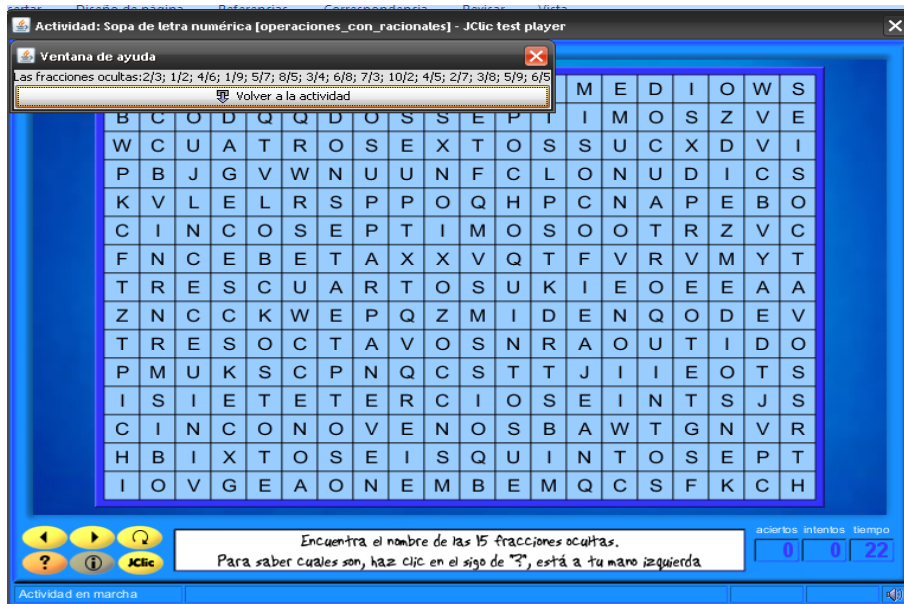 Actividad: Sopa de letra numérica [operaciones_con_racionales] - JClic test player
Ventana de ayuda
Las fracciones ocultas:2/3; 1/2; 4/6; 1/9; 5/7; 8/5; 3/4; 6/8; 7/3; 10/2; 4/5; 2/7; 3/8; 5/9; 6/5
Volver a la actividad
M E D I O W S
B C O D Q Q D O S S E P T I M O S Z V E
W C U A T R O S E X T O S S U C X D V I
P B J G V W N U U N F C L O N U D I C S
K V L E L R S P P O Q H P C N A P E B O
C I N C O S E P T I M O S O O T R Z V C
F N C E B E T A X X V Q T F V R V M Y T
T R E S C U A R T O S U K I E O E E A A
Z N C C K W E P Q Z M I D E N Q O D E V
T R E S O C T A V O S N R A O U T I D O
P M U K S C P N Q C S T T J I I E O T S
I S I E T E T E R C I O S E I N T S J S
C I N C O N O V E N O S B A W T G N V R
H B I X T O S E I S Q U I N T O S E P T
I O V G E A O N E M B E M Q C S F K C H
Encuentra el nombre de las 15 fracciones ocultas.
Para saber cuales son, haz clic en el sigo de "?", está a tu mano izquierda
aciertos intentos tiempo
0 0 22
? i JClic
Actividad en marcha